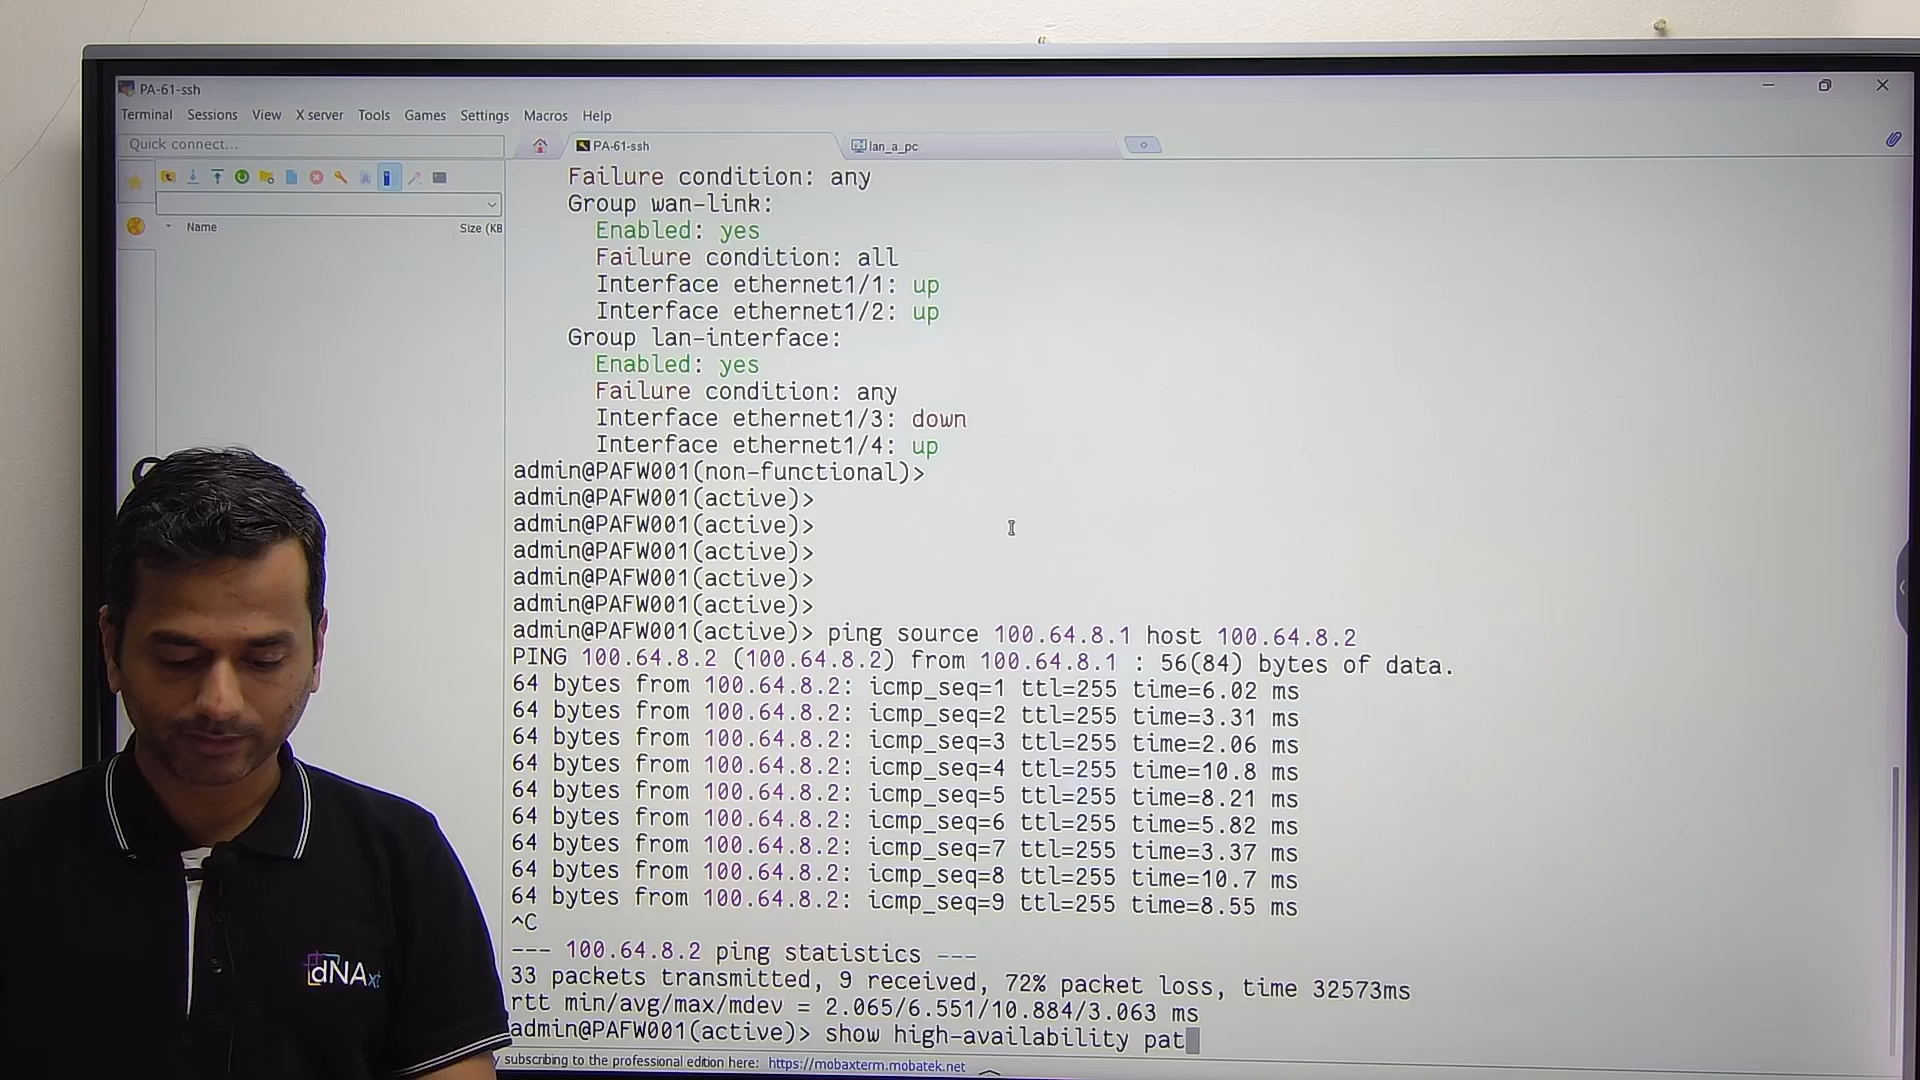 PA-61-ssh
Terminal Sessions View X server Tools Games Settings Macros Help
Quick connect...
PA-61-ssh
lan_a_pc
Name
Size (KB
Failure condition: any
Group wan-link:
Enabled: yes
Failure condition: all
Interface ethernet1/1: up
Interface ethernet1/2: up
Group lan-interface:
Enabled: yes
Failure condition: any
Interface ethernet1/3: down
Interface ethernet1/4: up
admin@PAFW001(non-functional)>
admin@PAFW001(active)>
admin@PAFW001(active)>
admin@PAFW001(active)>
admin@PAFW001(active)>
admin@PAFW001(active)>
admin@PAFW001(active)> ping source 100.64.8.1 host 100.64.8.2
PING 100.64.8.2 (100.64.8.2) from 100.64.8.1 : 56(84) bytes of data.
64 bytes from 100.64.8.2: icmp_seq=1 ttl=255 time=6.02 ms
64 bytes from 100.64.8.2: icmp_seq=2 ttl=255 time=3.31 ms
64 bytes from 100.64.8.2: icmp_seq=3 ttl=255 time=2.06 ms
64 bytes from 100.64.8.2: icmp_seq=4 ttl=255 time=10.8 ms
64 bytes from 100.64.8.2: icmp_seq=5 ttl=255 time=8.21 ms
64 bytes from 100.64.8.2: icmp_seq=6 ttl=255 time=5.82 ms
64 bytes from 100.64.8.2: icmp_seq=7 ttl=255 time=3.37 ms
64 bytes from 100.64.8.2: icmp_seq=8 ttl=255 time=10.7 ms
64 bytes from 100.64.8.2: icmp_seq=9 ttl=255 time=8.55 ms
^C
--- 100.64.8.2 ping statistics ---
33 packets transmitted, 9 received, 72% packet loss, time 32573ms
rtt min/avg/max/mdev = 2.065/6.551/10.884/3.063 ms
admin@PAFW001(active)> show high-availability pat
y subscribing to the professional edition here: https://mobaxterm.mobatek.net
dNAxt